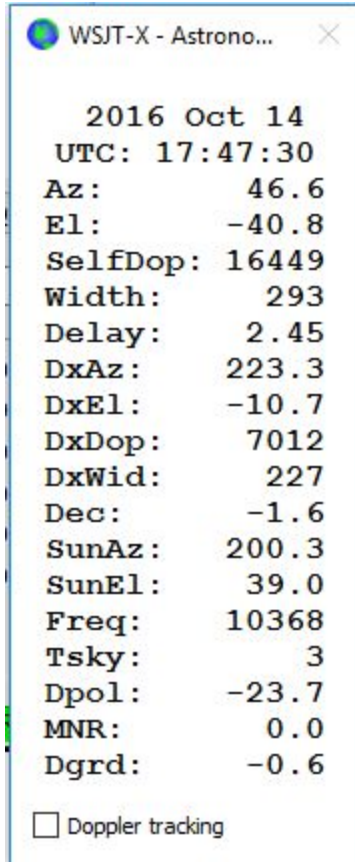 WSJT-X - Astrono...
2016 Oct 14
UTC: 17:47:30
Az: 46.6
El: -40.8
SelfDop: 16449
Width: 293
Delay: 2.45
DxAz: 223.3
DxEl: -10.7
DxDop: 7012
DxWid: 227
Dec: -1.6
SunAz: 200.3
SunEl: 39.0
Freq: 10368
Tsky: 3
Dpol: -23.7
MNR: 0.0
Dgrd: -0.6
Doppler tracking